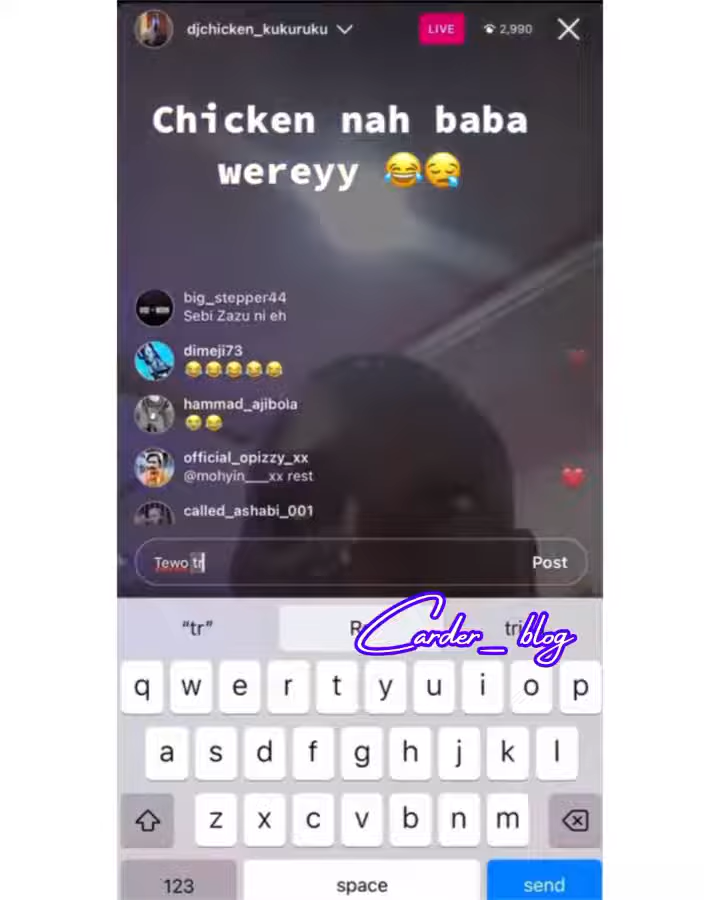 djchicken_kukuruku
LIVE
2,990
Chicken nah baba
wereyy 😂😪
big_stepper44
Sebi Zazu ni eh
dimeji73
😂😂😂😂😂
hammad_ajibola
😂
official_opizzy_xx
@mohyin___xx rest
called_ashabi_001
Tewo tr
Post
“tr”
Carder_blog
q w e r t y u i o p
a s d f g h j k l
z x c v b n m
123
space
send